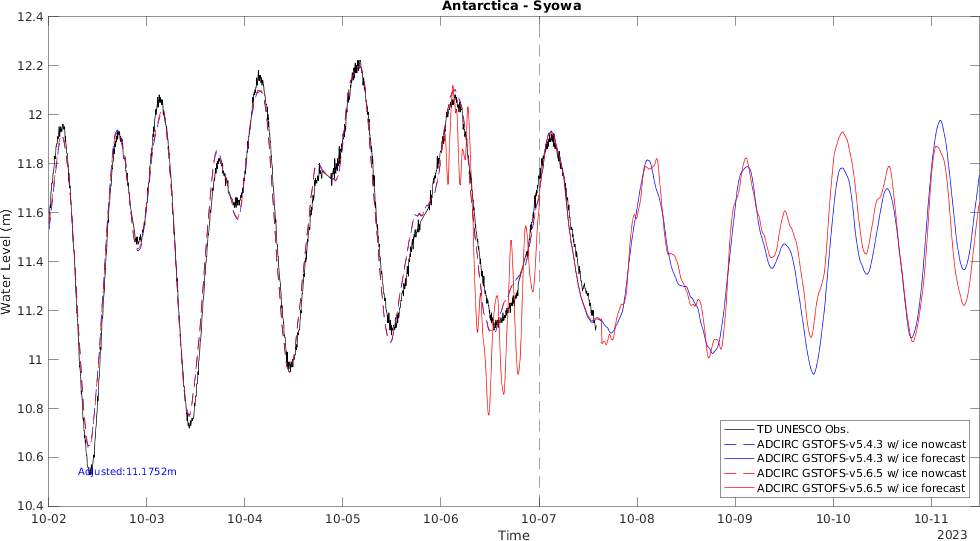 Antarctica - Syowa
12.4
12.2
12
11.8
11.6
11.4
11.2
11
10.8
10.6
10.4
Water Level (m)
Adjusted:11.1752m
TD UNESCO Obs.
ADCIRC GSTOFS-v5.4.3 w/ ice nowcast
ADCIRC GSTOFS-v5.4.3 w/ ice forecast
ADCIRC GSTOFS-v5.6.5 w/ ice nowcast
ADCIRC GSTOFS-v5.6.5 w/ ice forecast
10-02 10-03 10-04 10-05 10-06 10-07 10-08 10-09 10-10 10-11
Time
2023